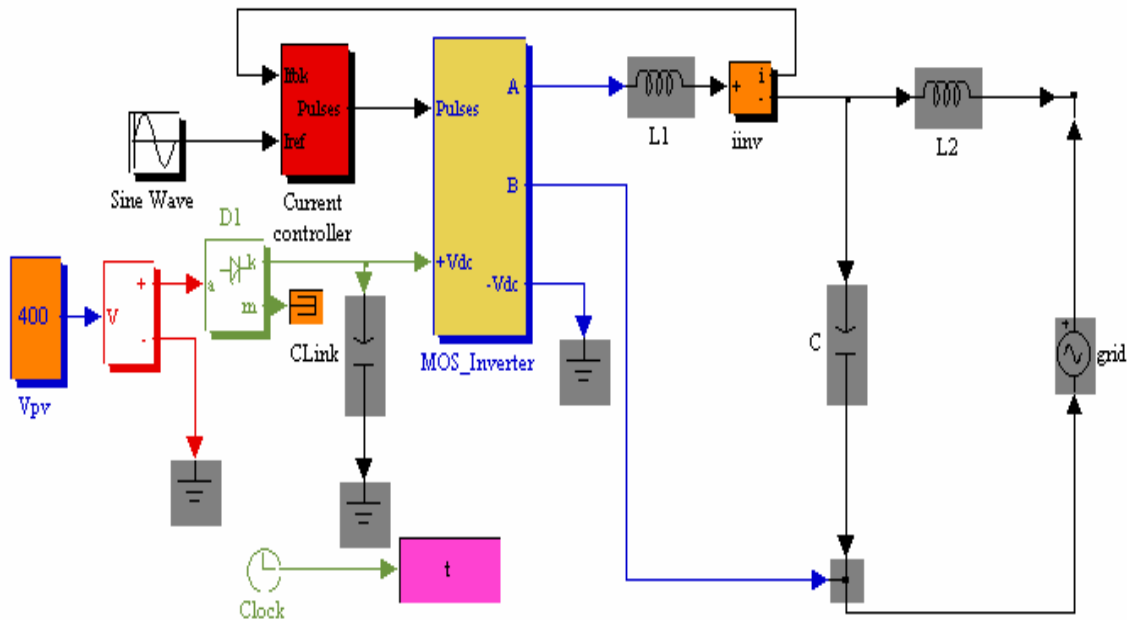 Ifbk
Pulses
Iref
Sine Wave
Current
controller
Pulses
A
B
+Vdc
-Vdc
MOS_Inverter
L1
+
i
-
iinv
L2
D1
a
k
m
400
Vpv
V
+
-
CLink
C
+
grid
t
Clock